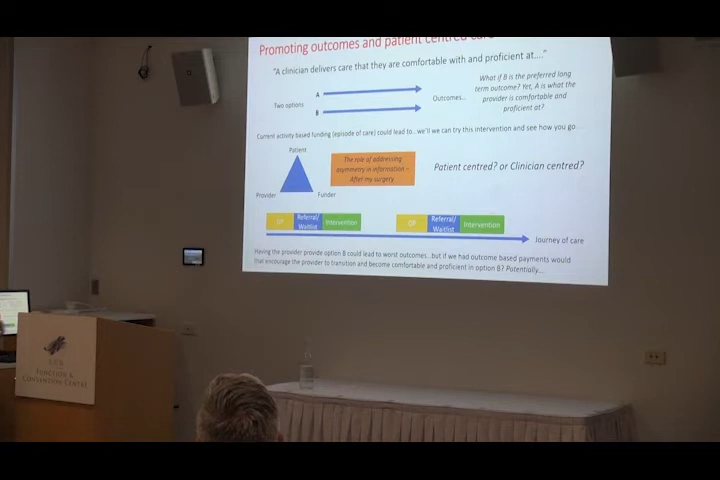 Promoting outcomes and patient centred care
"A clinician delivers care that they are comfortable with and proficient at...."
What if B is the preferred long
term outcome? Yet, A is what the
provider is comfortable and
proficient at?
A
Two options
Outcomes...
B
Current activity based funding (episode of care) could lead to...we'll we can try this intervention and see how you go
Patient
The role of addressing
asymmetry in information –
After my surgery
Patient centred? or Clinician centred?
Provider
Funder
GP
Referral/
Waitlist
Intervention
GP
Referral/
Waitlist
Intervention
Journey of care
Having the provider provide option B could lead to worst outcomes...but if we had outcome based payments would
that encourage the provider to transition and become comfortable and proficient in option B? Potentially...
FUNCTION &
CONVENTION CENTRE